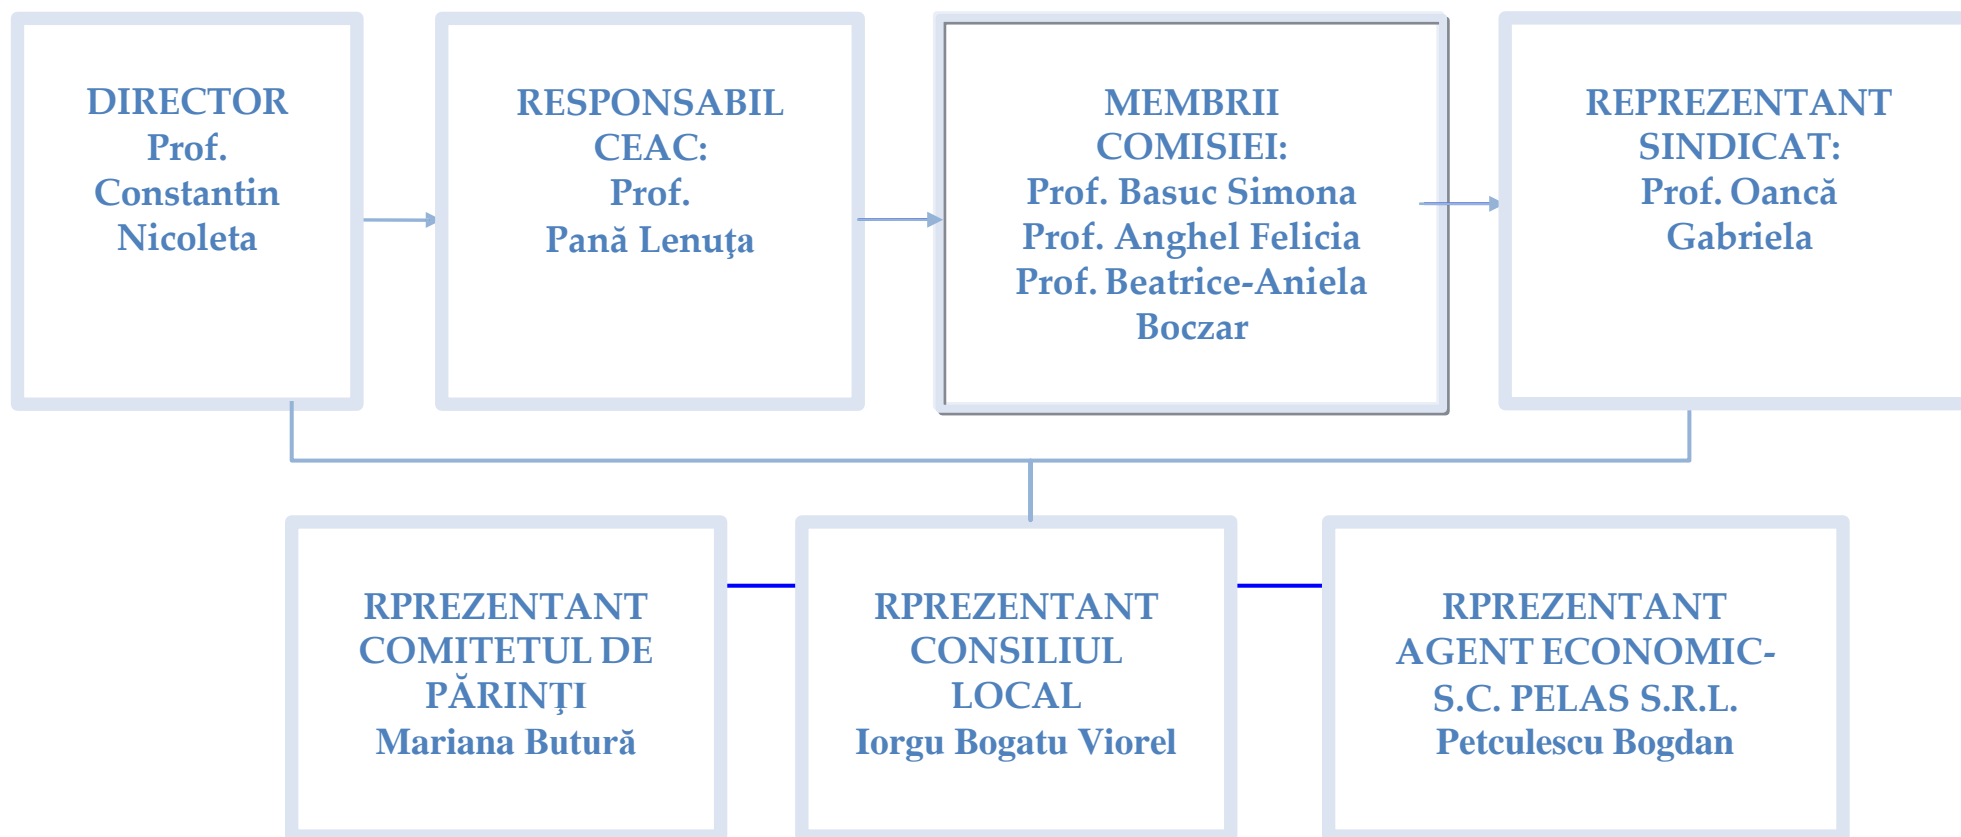 DIRECTOR
Prof.
Constantin
Nicoleta
RESPONSABIL
CEAC:
Prof.
Pană Lenuţa
MEMBRII
COMISIEI:
Prof. Basuc Simona
Prof. Anghel Felicia
Prof. Beatrice-Aniela
Boczar
REPREZENTANT
SINDICAT:
Prof. Oancă
Gabriela
RPREZENTANT
COMITETUL DE
PĂRINŢI
Mariana Butură
RPREZENTANT
CONSILIUL
LOCAL
Iorgu Bogatu Viorel
RPREZENTANT
AGENT ECONOMIC-
S.C. PELAS S.R.L.
Petculescu Bogdan